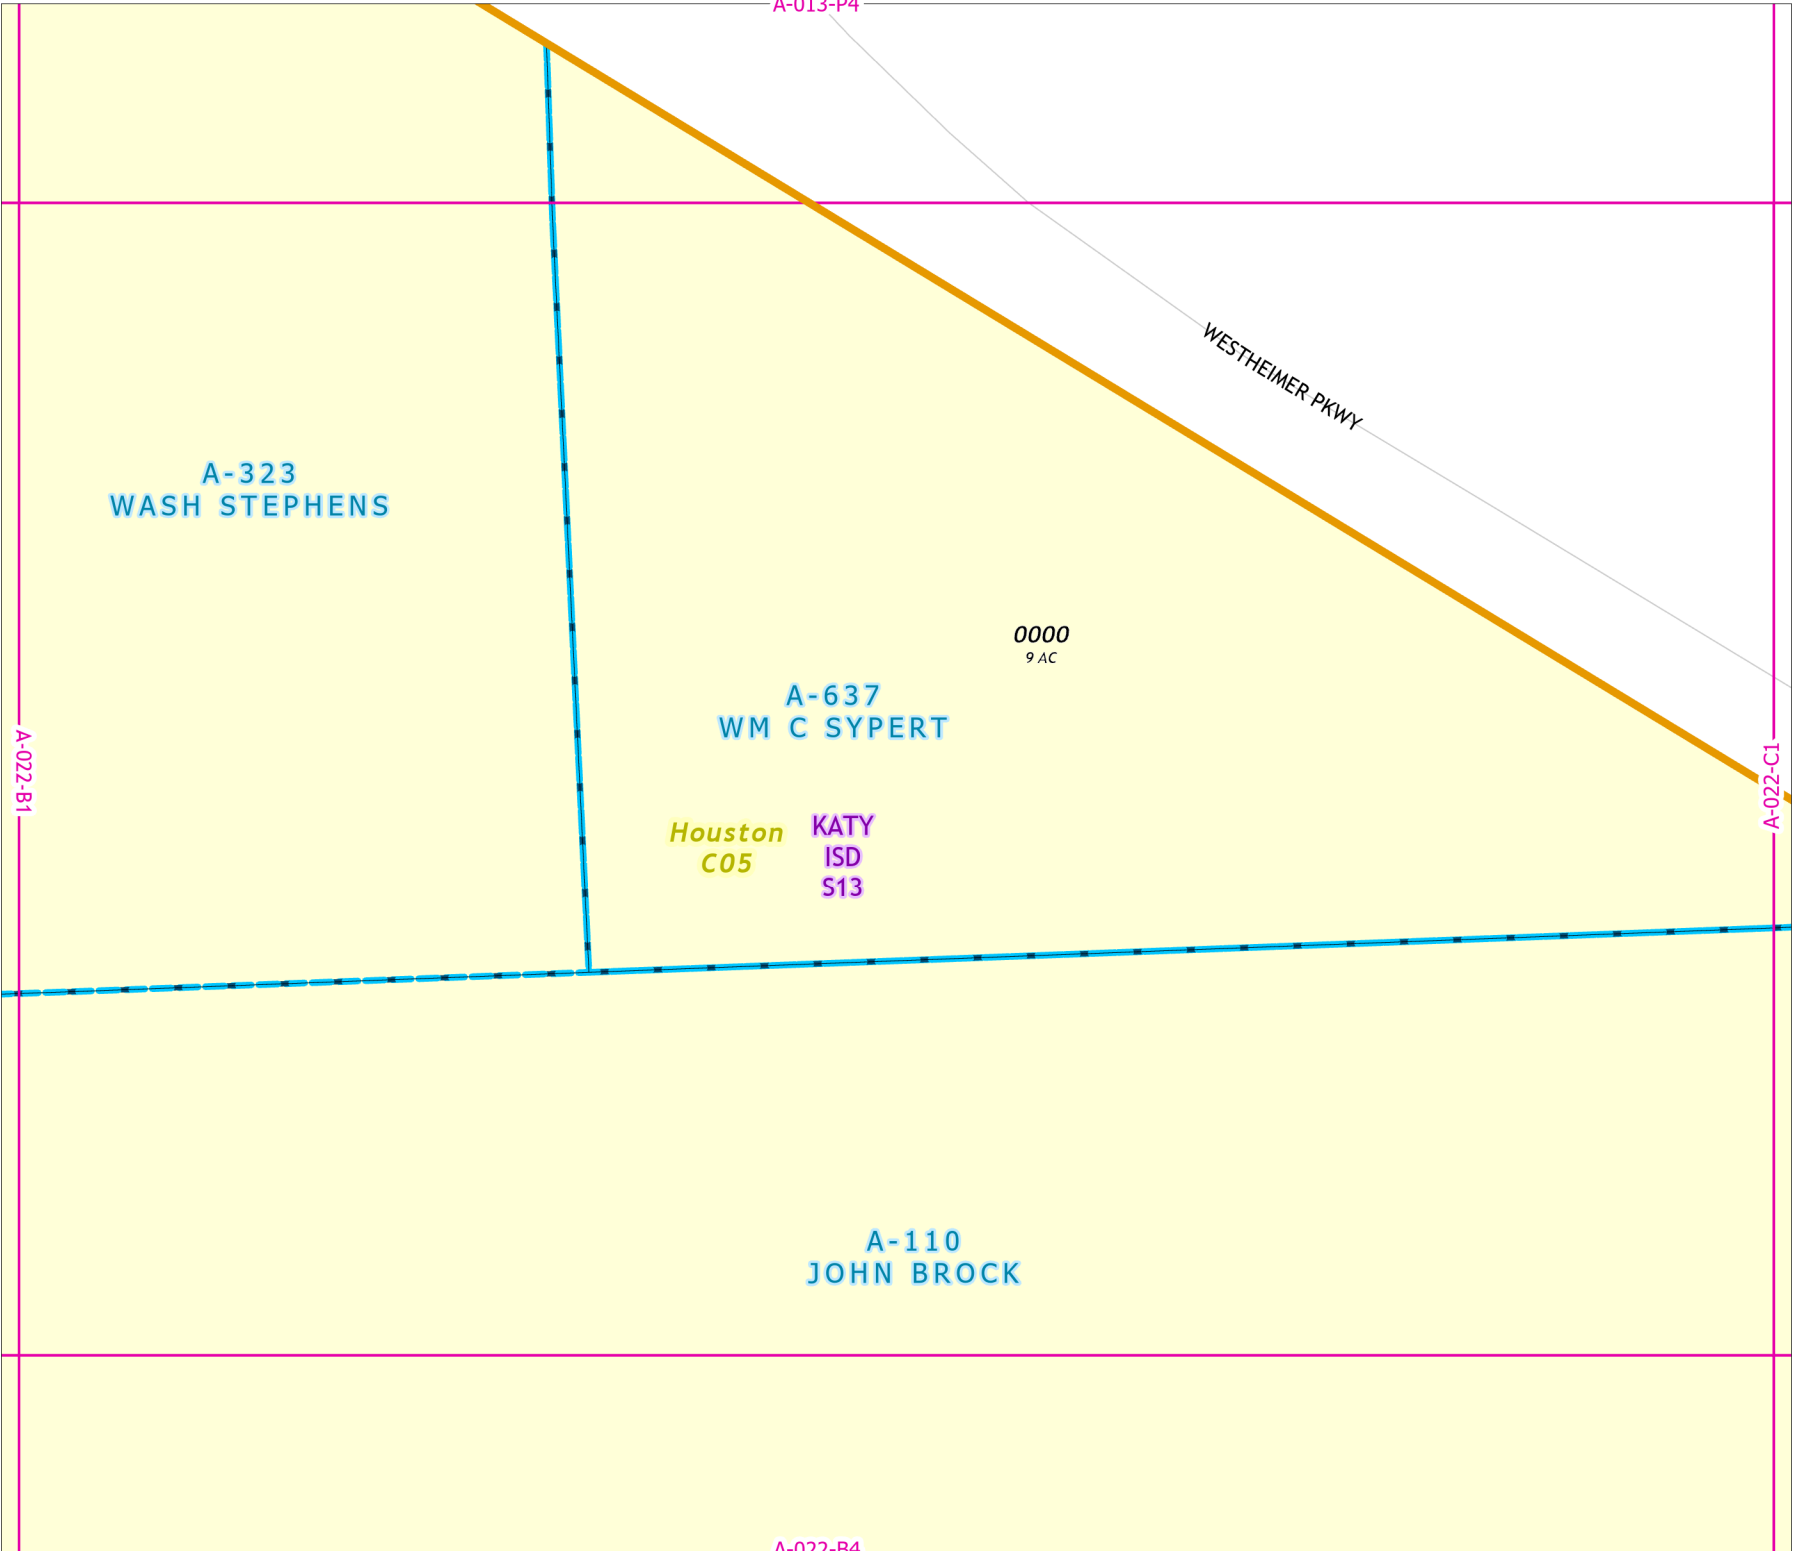 A-013-P4
WESTHEIMER PKWY
A-323
WASH STEPHENS
0000
9 AC
A-637
WM C SYPERT
A-022-B1
A-022-C1
Houston
C05
KATY
ISD
S13
A-110
JOHN BROCK
A-022-B4